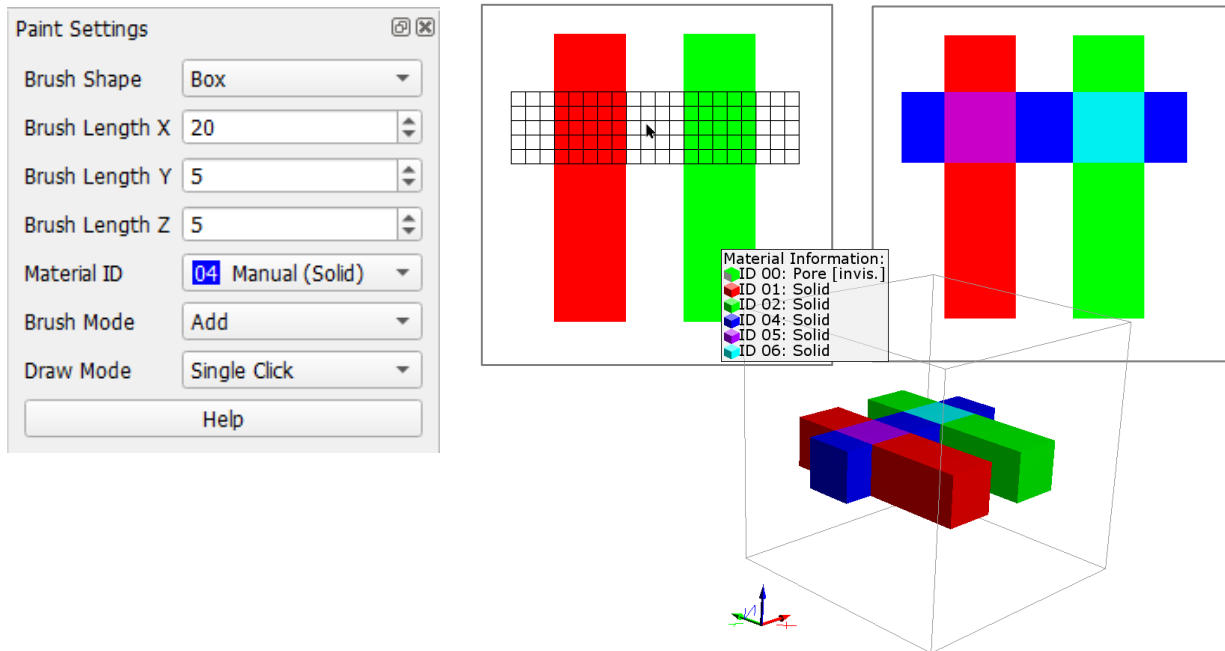 Paint Settings
Brush Shape Box
Brush Length X 20
Brush Length Y 5
Brush Length Z 5
Material ID 04 Manual (Solid)
Brush Mode Add
Draw Mode Single Click
Help
Material Information:
ID 00: Pore [invis.]
ID 01: Solid
ID 02: Solid
ID 04: Solid
ID 05: Solid
ID 06: Solid